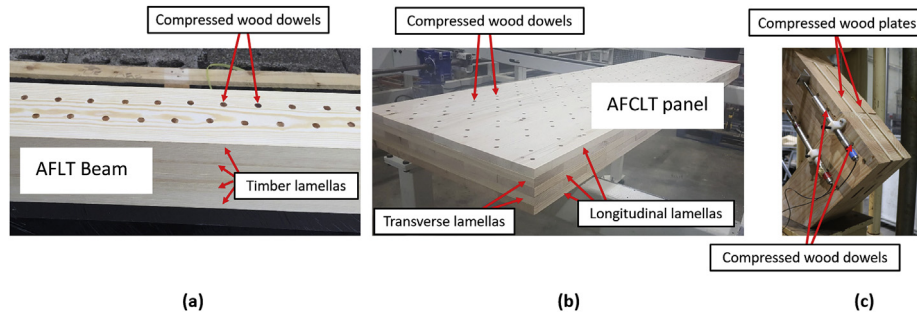 Compressed wood dowels
AFLT Beam
Timber lamellas
(a)
Compressed wood dowels
AFCLT panel
Transverse lamellas
Longitudinal lamellas
(b)
Compressed wood plates
Compressed wood dowels
(c)